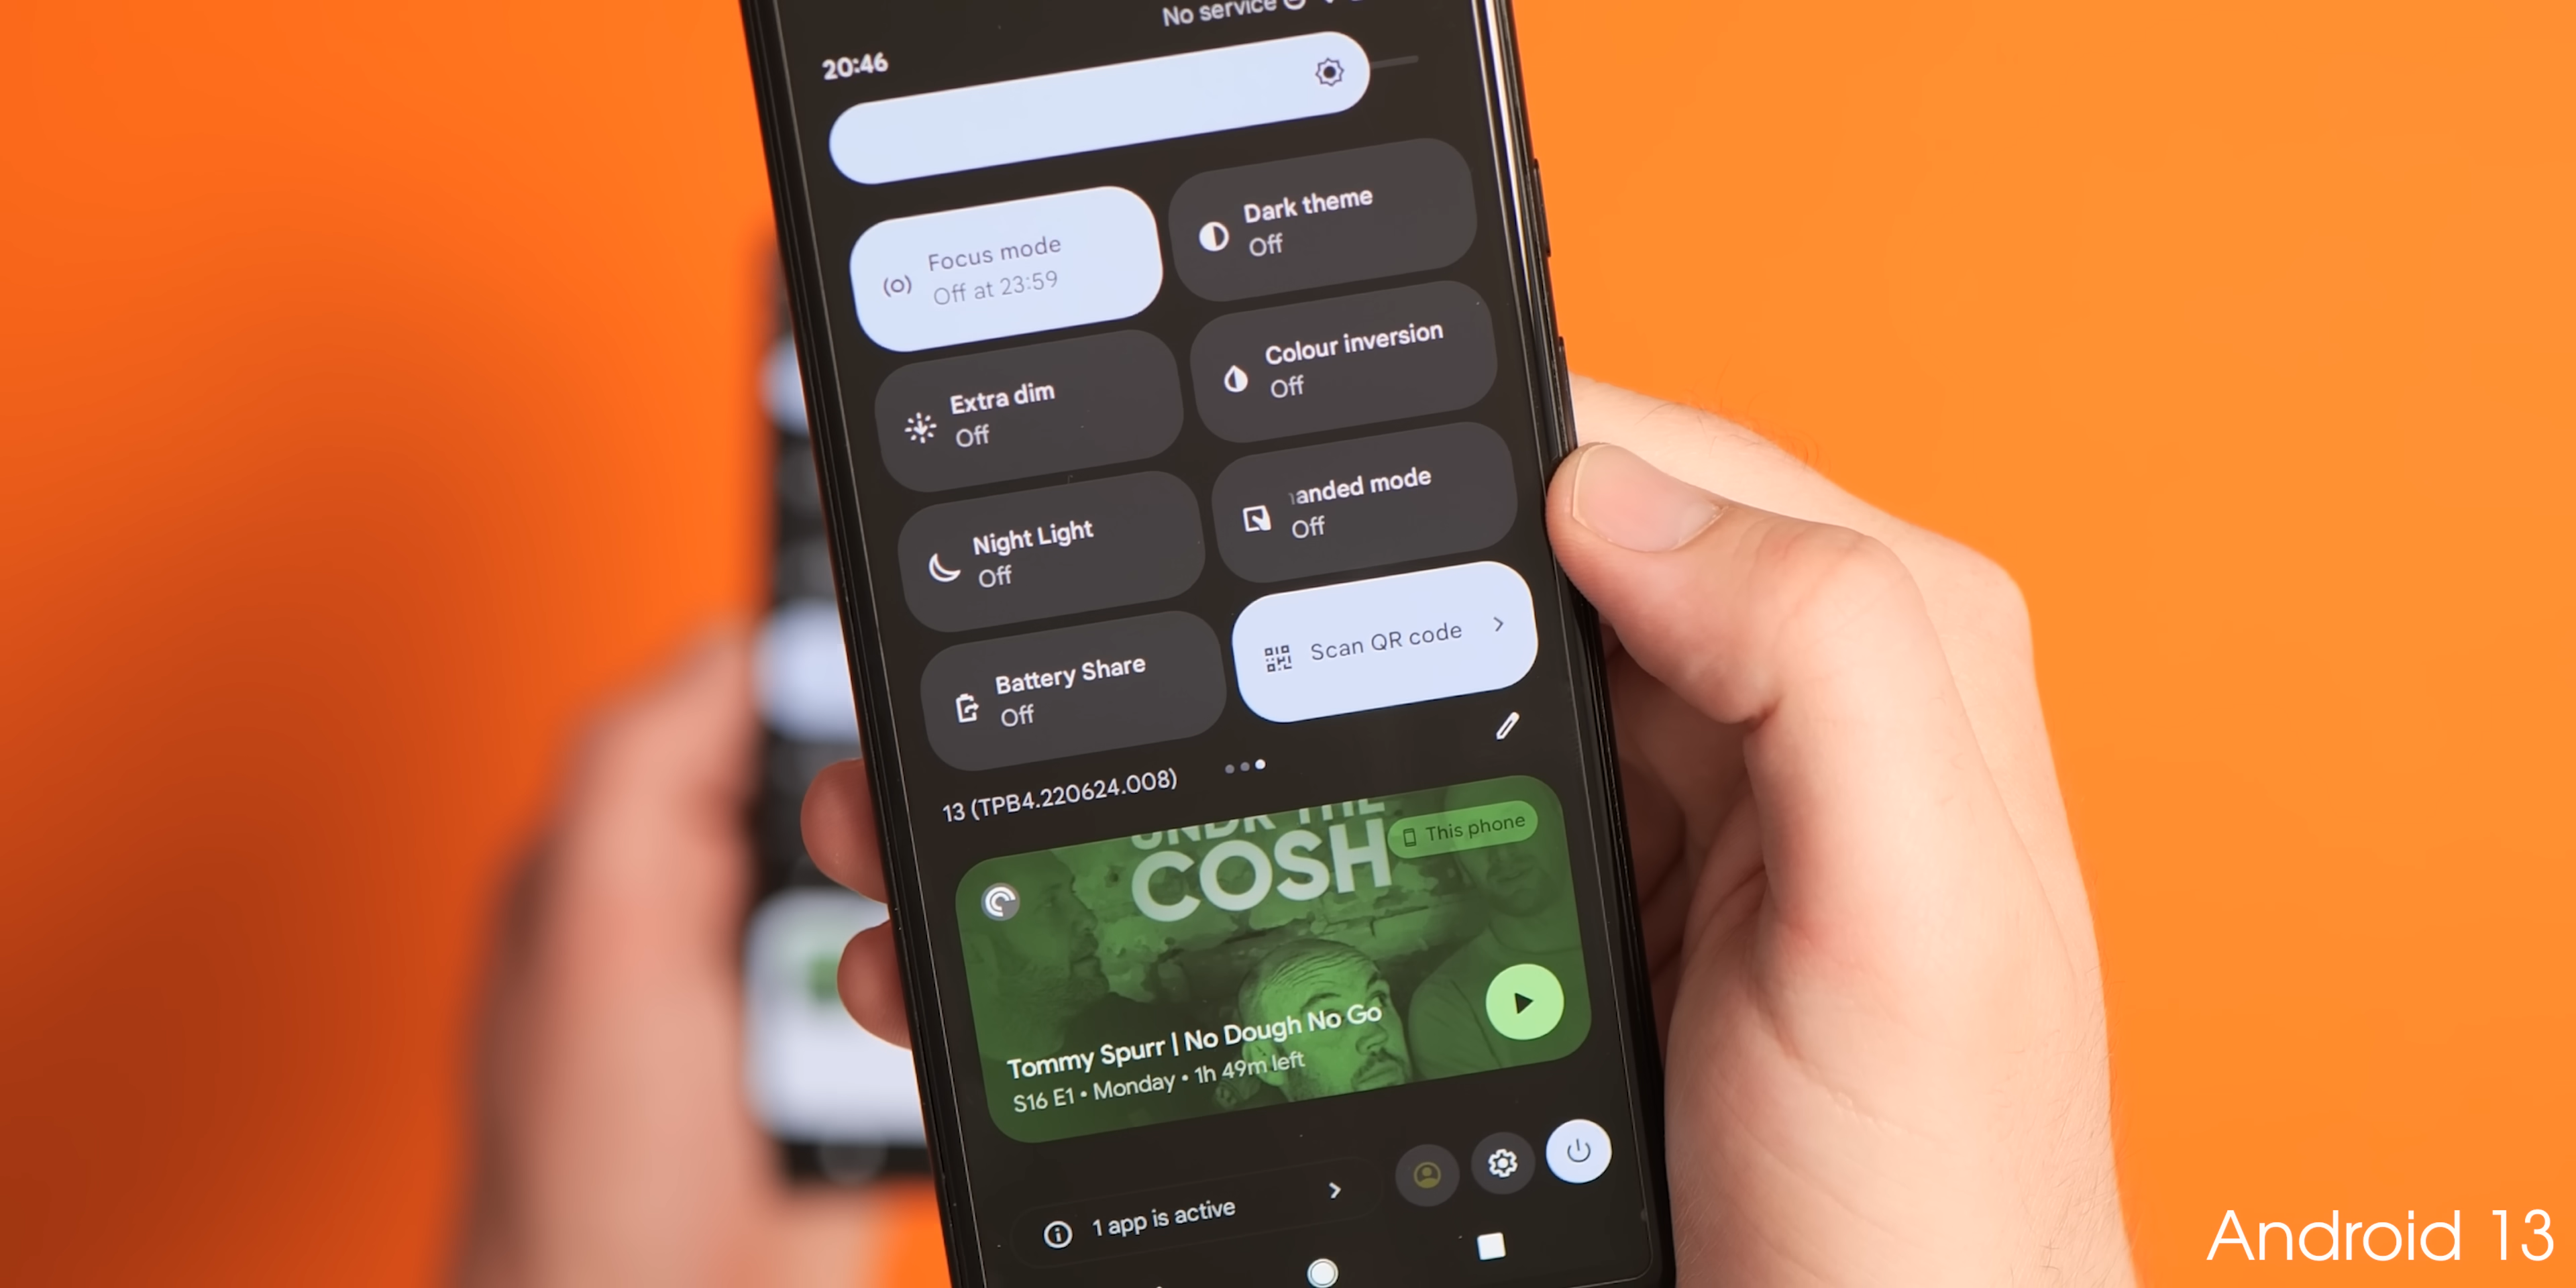 No service
20:46
Focus mode
Off at 23:59
Dark theme
Off
Extra dim
Off
Colour inversion
Off
Night Light
Off
anded mode
Off
Battery Share
Off
Scan QR code
13 (TPB4.220624.008)
UNDR THE
COSH
This phone
Tommy Spurr | No Dough No Go
S16 E1 • Monday • 1h 49m left
1 app is active
Android 13